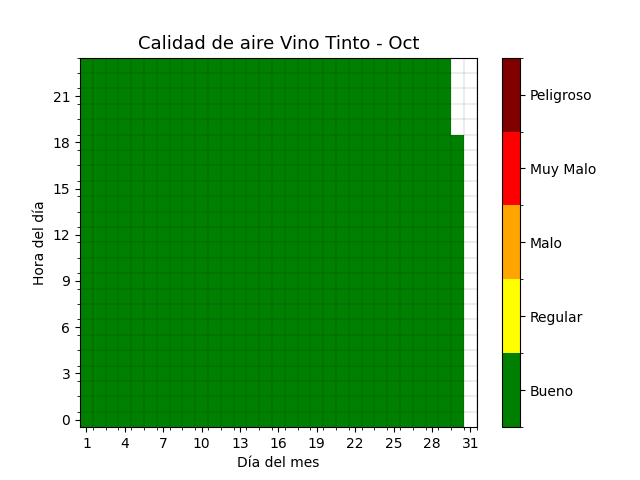 Calidad de aire Vino Tinto - Oct
Hora del día
21
18
15
12
9
6
3
0
1 4 7 10 13 16 19 22 25 28 31
Día del mes
Peligroso
Muy Malo
Malo
Regular
Bueno